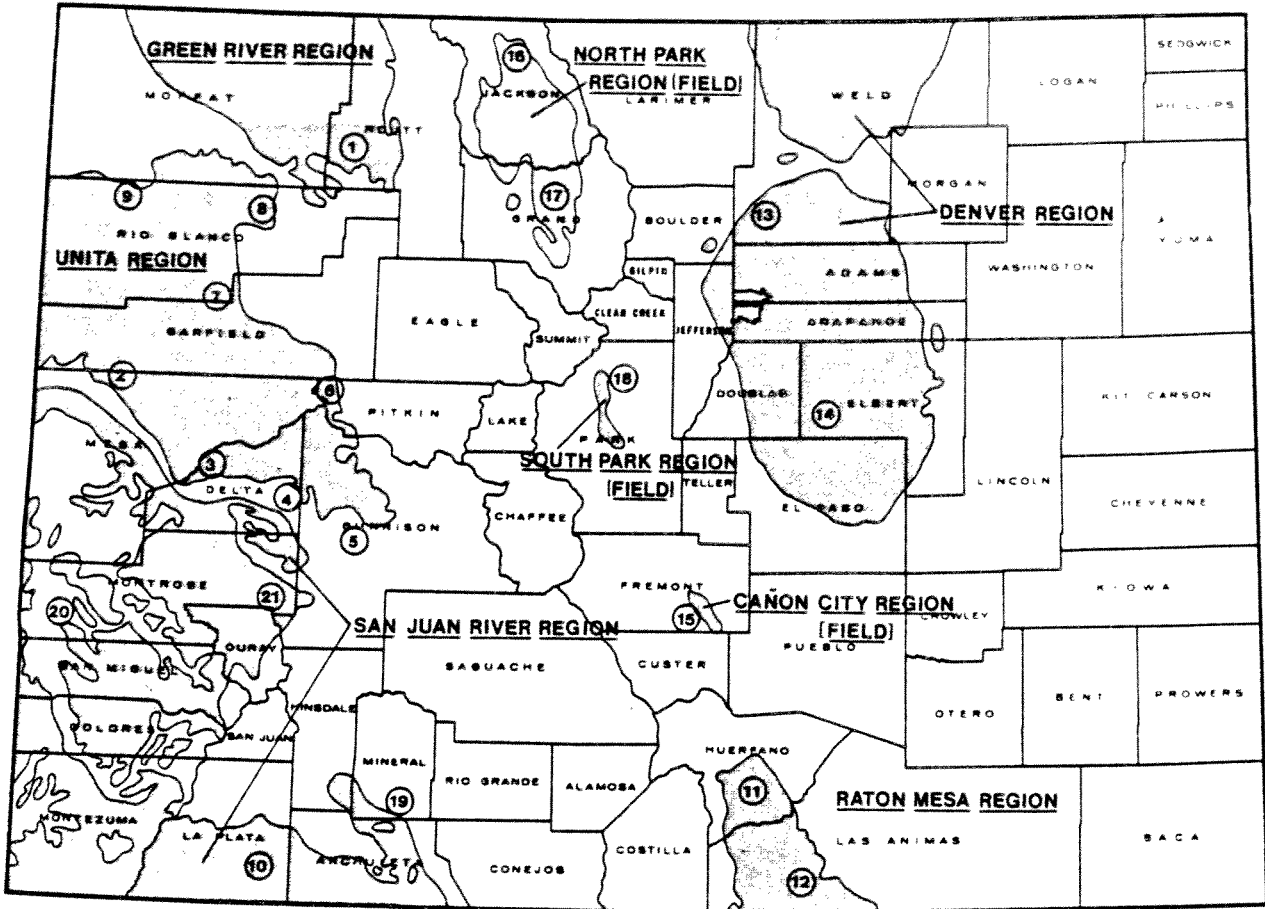 GREEN RIVER REGION
NORTH PARK
REGION (FIELD)
16
JACKSON
LARIMER
MOFFAT
ROUTT
1
WELD
LOGAN
SEDGWICK
PHILLIPS
9
8
RIO BLANCO
UNITA REGION
7
17
GRAND
BOULDER
13
MORGAN
DENVER REGION
YUMA
WASHINGTON
ADAMS
GILPIN
CLEAR CREEK
JEFFERSON
ARAPAHOE
GARFIELD
EAGLE
SUMMIT
2
6
PITKIN
LAKE
18
PARK
DOUGLAS
14
ELBERT
KIT CARSON
MESA
3
DELTA
4
GUNNISON
5
CHAFFEE
SOUTH PARK REGION
[FIELD]
TELLER
EL PASO
LINCOLN
CHEYENNE
MONTROSE
20
21
OURAY
SAN JUAN RIVER REGION
FREMONT
15
CAÑON CITY REGION
[FIELD]
CROWLEY
KIOWA
PUEBLO
SAGUACHE
CUSTER
SAN MIGUEL
DOLORES
SAN JUAN
HINSDALE
OTERO
BENT
PROWERS
MINERAL
RIO GRANDE
ALAMOSA
HUERFANO
11
RATON MESA REGION
MONTEZUMA
LA PLATA
10
19
ARCHULETA
CONEJOS
COSTILLA
LAS ANIMAS
12
BACA